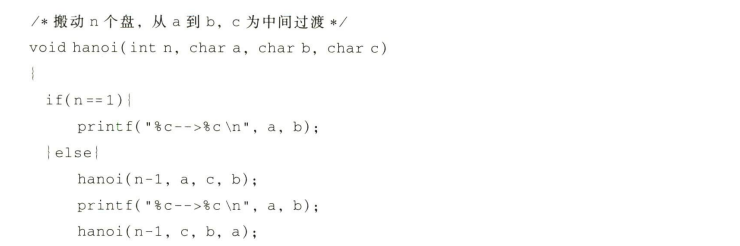 /* 搬动 n 个盘，从 a 到 b，c 为中间过渡 */
void hanoi(int n, char a, char b, char c)
{
if(n==1){
printf("%c-->%c\n", a, b);
}else{
hanoi(n-1, a, c, b);
printf("%c-->%c\n", a, b);
hanoi(n-1, c, b, a);